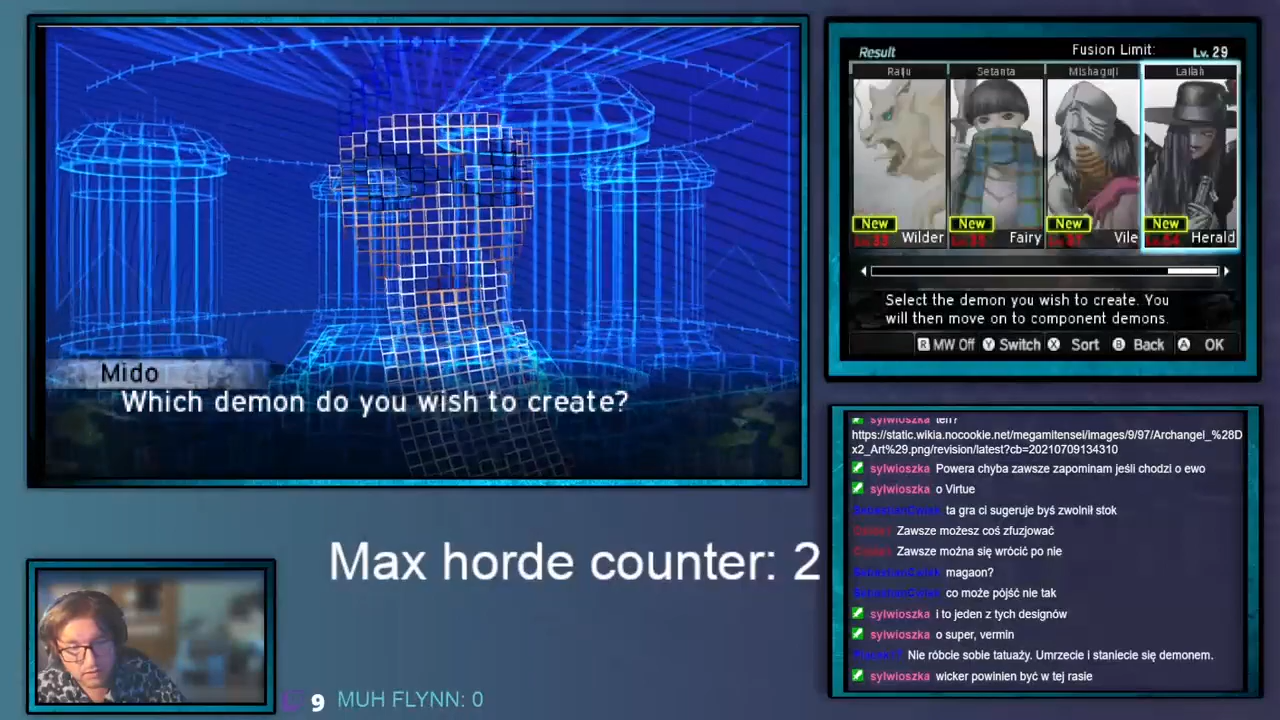 Mido
Which demon do you wish to create?
Result
Fusion Limit:
Lv. 29
Raiju
Setanta
Mishaguji
Lailah
New
New
New
New
Wilder
Fairy
Vile
Herald
Select the demon you wish to create. You
will then move on to component demons.
R MW Off Y Switch X Sort B Back A OK
sylwioszka ten?
https://static.wikia.nocookie.net/megamitensei/images/9/97/Archangel_%28D
x2_Art%29.png/revision/latest?cb=20210709134310
sylwioszka Powera chyba zawsze zapominam jeśli chodzi o ewo
sylwioszka o Virtue
ta gra ci sugeruje byś zwolnił stok
Zawsze możesz coś zfuzjować
Zawsze można się wrócić po nie
magaon?
co może pójść nie tak
sylwioszka i to jeden z tych designów
sylwioszka o super, vermin
Nie róbcie sobie tatuaży. Umrzecie i staniecie się demonem.
sylwioszka wicker powinien być w tej rasie
Max horde counter: 2
9 MUH FLYNN: 0